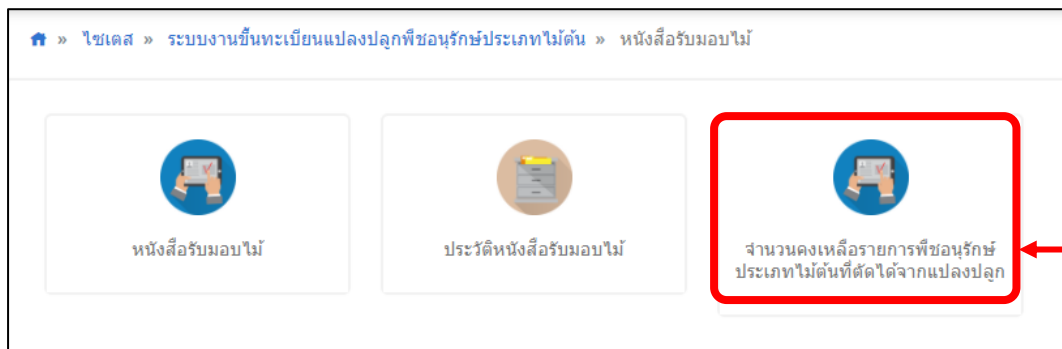 » ไซเตส » ระบบงานขึ้นทะเบียนแปลงปลูกพืชอนุรักษ์ประเภทไม้ต้น » หนังสือรับมอบไม้
หนังสือรับมอบไม้
ประวัติหนังสือรับมอบไม้
จำนวนคงเหลือรายการพืชอนุรักษ์
ประเภทไม้ต้นที่ตัดได้จากแปลงปลูก